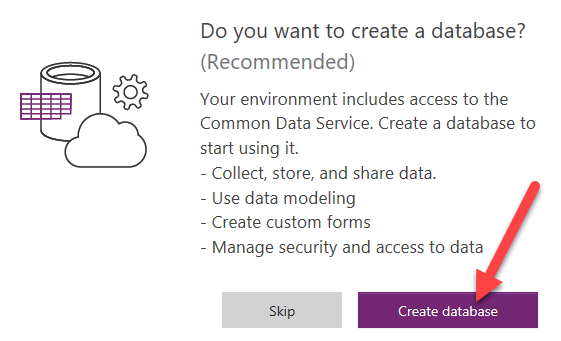 Do you want to create a database?
(Recommended)
Your environment includes access to the
Common Data Service. Create a database to
start using it.
- Collect, store, and share data.
- Use data modeling
- Create custom forms
- Manage security and access to data
Skip
Create database